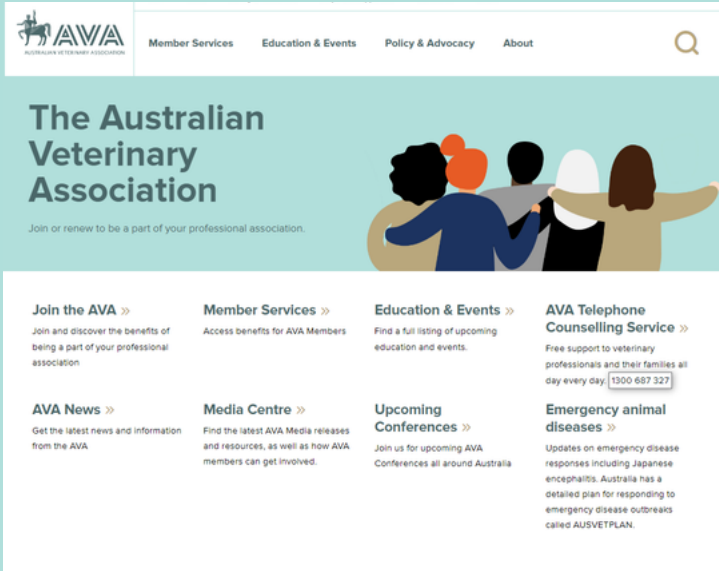 AVA
AUSTRALIAN VETERINARY ASSOCIATION
Member Services
Education & Events
Policy & Advocacy
About
The Australian
Veterinary
Association
Join or renew to be a part of your professional association.
Join the AVA »
Join and discover the benefits of
being a part of your professional
association
Member Services »
Access benefits for AVA Members
Education & Events »
Find a full listing of upcoming
education and events.
AVA Telephone
Counselling Service »
Free support to veterinary
professionals and their families all
day every day. 1300 687 327
AVA News »
Get the latest news and information
from the AVA
Media Centre »
Find the latest AVA Media releases
and resources, as well as how AVA
members can get involved.
Upcoming
Conferences »
Join us for upcoming AVA
Conferences all around Australia
Emergency animal
diseases »
Updates on emergency disease
responses including Japanese
encephalitis. Australia has a
detailed plan for responding to
emergency disease outbreaks
called AUSVETPLAN.